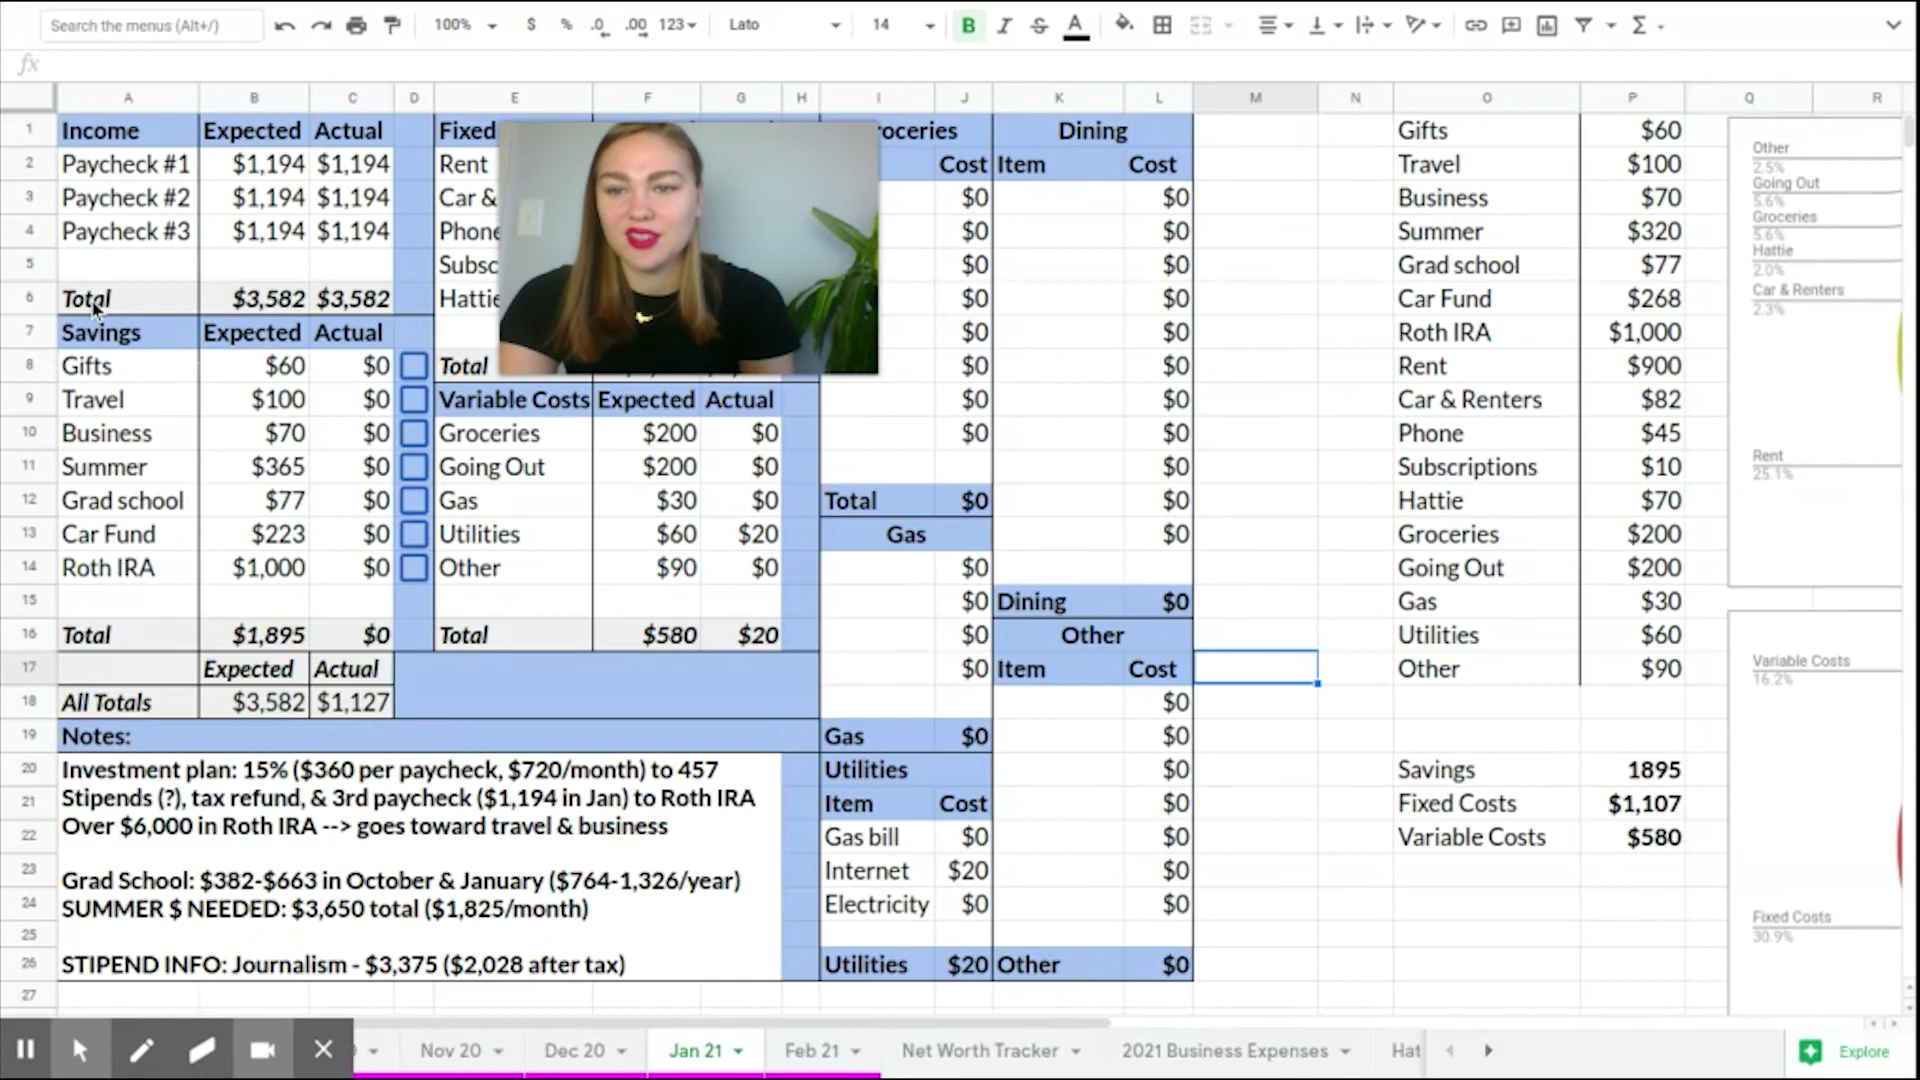 Search the menus (Alt+/) 100% $ % .0 .00 123 Lato 14 B I S A Σ
fx
A B C D E F G H I J K L M N O P Q R
1 Income Expected Actual Fixed roceries Dining Gifts $60
2 Paycheck #1 $1,194 $1,194 Rent Cost Item Cost Travel $100
3 Paycheck #2 $1,194 $1,194 Car & $0 $0 Business $70
4 Paycheck #3 $1,194 $1,194 Phone $0 $0 Summer $320
5 Subsc $0 $0 Grad school $77
6 Total $3,582 $3,582 Hattie $0 $0 Car Fund $268
7 Savings Expected Actual $0 $0 Roth IRA $1,000
8 Gifts $60 $0 Total $0 $0 Rent $900
9 Travel $100 $0 Variable Costs Expected Actual $0 $0 Car & Renters $82
10 Business $70 $0 Groceries $200 $0 $0 $0 Phone $45
11 Summer $365 $0 Going Out $200 $0 $0 Subscriptions $10
12 Grad school $77 $0 Gas $30 $0 Total $0 $0 Hattie $70
13 Car Fund $223 $0 Utilities $60 $20 Gas $0 Groceries $200
14 Roth IRA $1,000 $0 Other $90 $0 $0 Going Out $200
15 $0 Dining $0 Gas $30
16 Total $1,895 $0 Total $580 $20 $0 Other Utilities $60
17 Expected Actual $0 Item Cost Other $90
18 All Totals $3,582 $1,127 $0
19 Notes: Gas $0 $0
20 Investment plan: 15% ($360 per paycheck, $720/month) to 457 Utilities $0 Savings 1895
21 Stipends (?), tax refund, & 3rd paycheck ($1,194 in Jan) to Roth IRA Item Cost $0 Fixed Costs $1,107
22 Over $6,000 in Roth IRA --> goes toward travel & business Gas bill $0 $0 Variable Costs $580
23 Grad School: $382-$663 in October & January ($764-1,326/year) Internet $20 $0
24 SUMMER $ NEEDED: $3,650 total ($1,825/month) Electricity $0 $0
25
26 STIPEND INFO: Journalism - $3,375 ($2,028 after tax) Utilities $20 Other $0
27
Other
2.5%
Going Out
5.6%
Groceries
5.6%
Hattie
2.0%
Car & Renters
2.3%
Rent
25.1%
Variable Costs
16.2%
Fixed Costs
30.9%
Nov 20 Dec 20 Jan 21 Feb 21 Net Worth Tracker 2021 Business Expenses Hat Explore